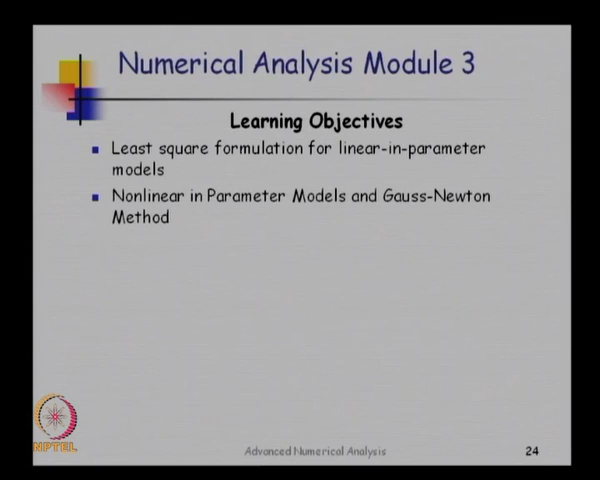 Numerical Analysis Module 3
Learning Objectives
Least square formulation for linear-in-parameter
models
Nonlinear in Parameter Models and Gauss-Newton
Method
NPTEL
Advanced Numerical Analysis
24